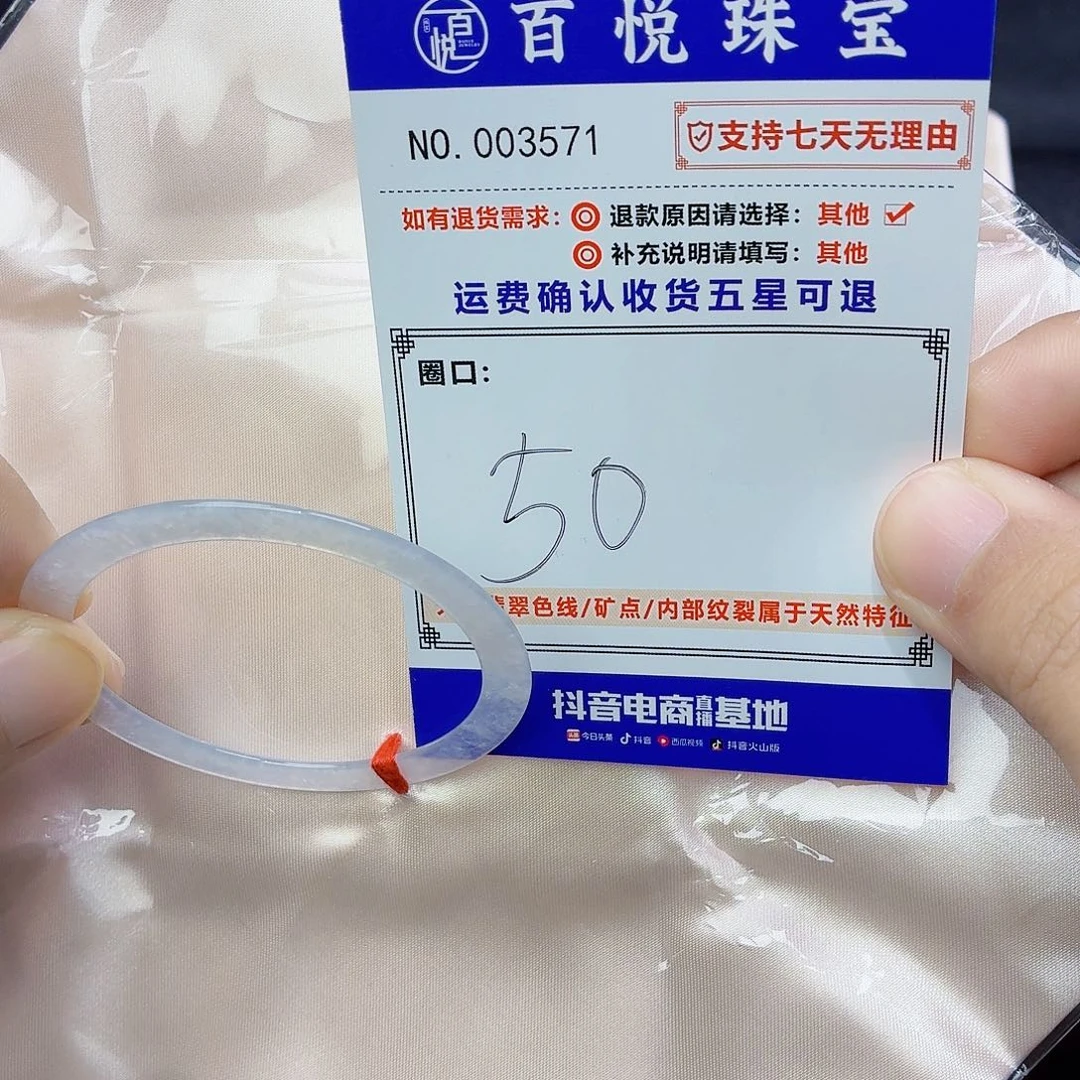 百悦
百悦珠宝
NO. 003571
支持七天无理由
如有退货需求: ◎ 退款原因请选择: 其他 ☑
◎ 补充说明请填写: 其他
运费确认收货五星可退
圈口:
50
翠色线/矿点/内部纹裂属于天然特征
抖音电商直播基地
头条 今日头条 抖音 西瓜视频 抖音火山版